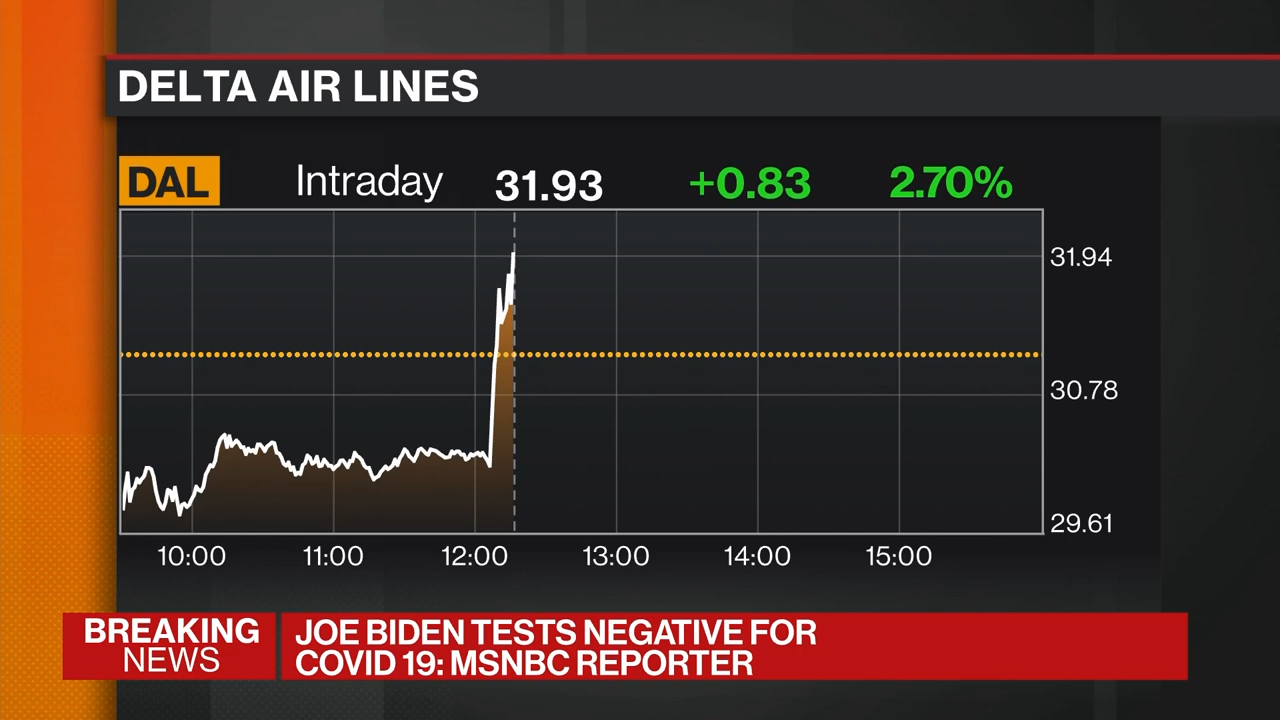 DELTA AIR LINES
DAL Intraday 31.93 +0.83 2.70%
31.94
30.78
29.61
10:00 11:00 12:00 13:00 14:00 15:00
BREAKING
NEWS
JOE BIDEN TESTS NEGATIVE FOR
COVID 19: MSNBC REPORTER